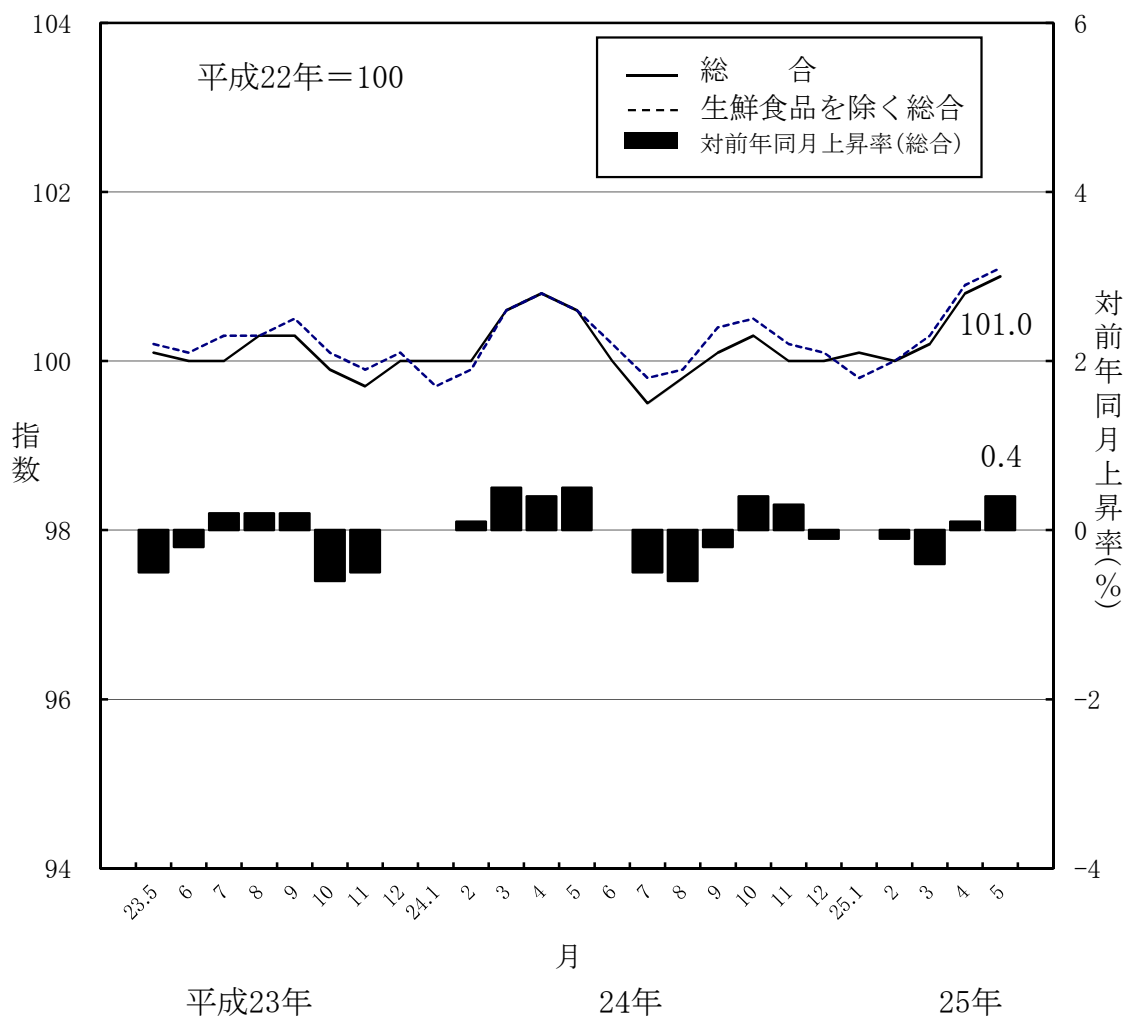 平成22年＝100
総　　合
生鮮食品を除く総合
対前年同月上昇率(総合)
104
102
100
98
96
94
指数
6
4
2
0
-2
-4
対前年同月上昇率(%)
101.0
0.4
23.5 6 7 8 9 10 11 12 24.1 2 3 4 5 6 7 8 9 10 11 12 25.1 2 3 4 5
月
平成23年 24年 25年